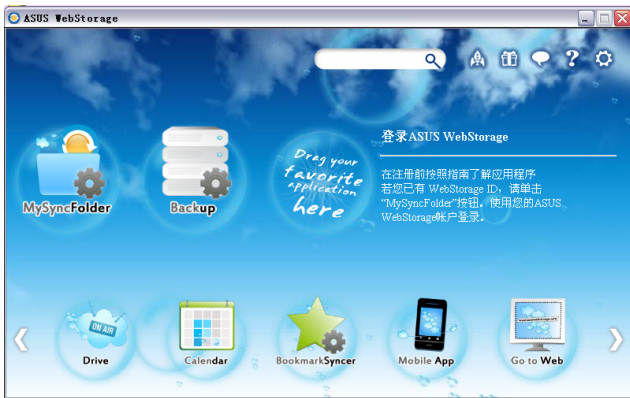 ASUS WebStorage
登录ASUS WebStorage
在注册前按照指南了解应用程序
若您已有 WebStorage ID，请单击
“MySyncFolder”按钮。使用您的ASUS
WebStorage帐户登录。
MySyncFolder
Backup
Drag your
favorite
application
here
ON AIR
Drive
Calendar
BookmarkSyncer
Mobile App
Go to Web